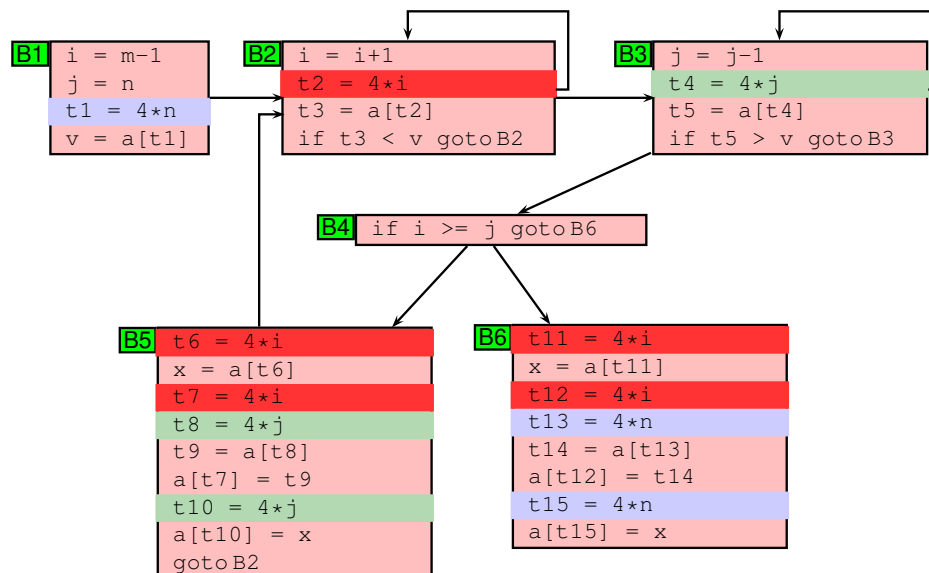 B1
i = m-1
j = n
t1 = 4*n
v = a[t1]
B2
i = i+1
t2 = 4*i
t3 = a[t2]
if t3 < v goto B2
B3
j = j-1
t4 = 4*j
t5 = a[t4]
if t5 > v goto B3
B4
if i >= j goto B6
B5
t6 = 4*i
x = a[t6]
t7 = 4*i
t8 = 4*j
t9 = a[t8]
a[t7] = t9
t10 = 4*j
a[t10] = x
goto B2
B6
t11 = 4*i
x = a[t11]
t12 = 4*i
t13 = 4*n
t14 = a[t13]
a[t12] = t14
t15 = 4*n
a[t15] = x